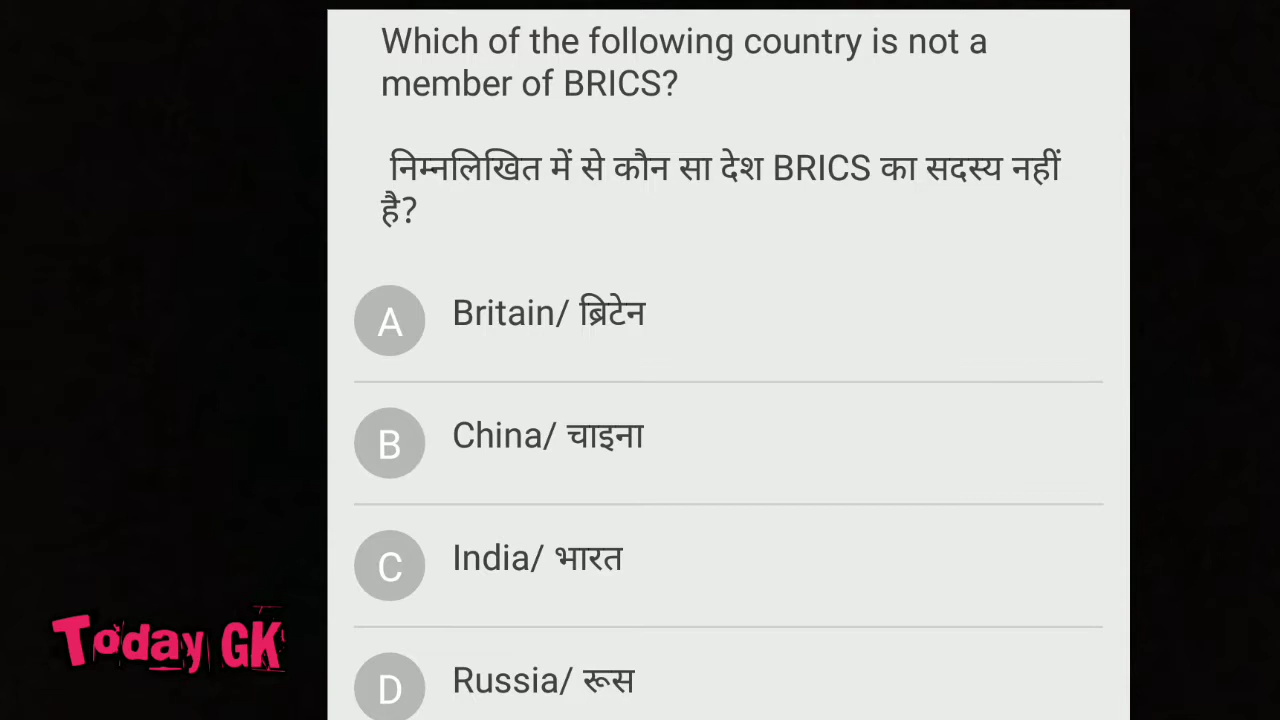 Which of the following country is not a
member of BRICS?
निम्नलिखित में से कौन सा देश BRICS का सदस्य नहीं
है?
A Britain/ ब्रिटेन
B China/ चाइना
C India/ भारत
D Russia/ रूस
Today GK